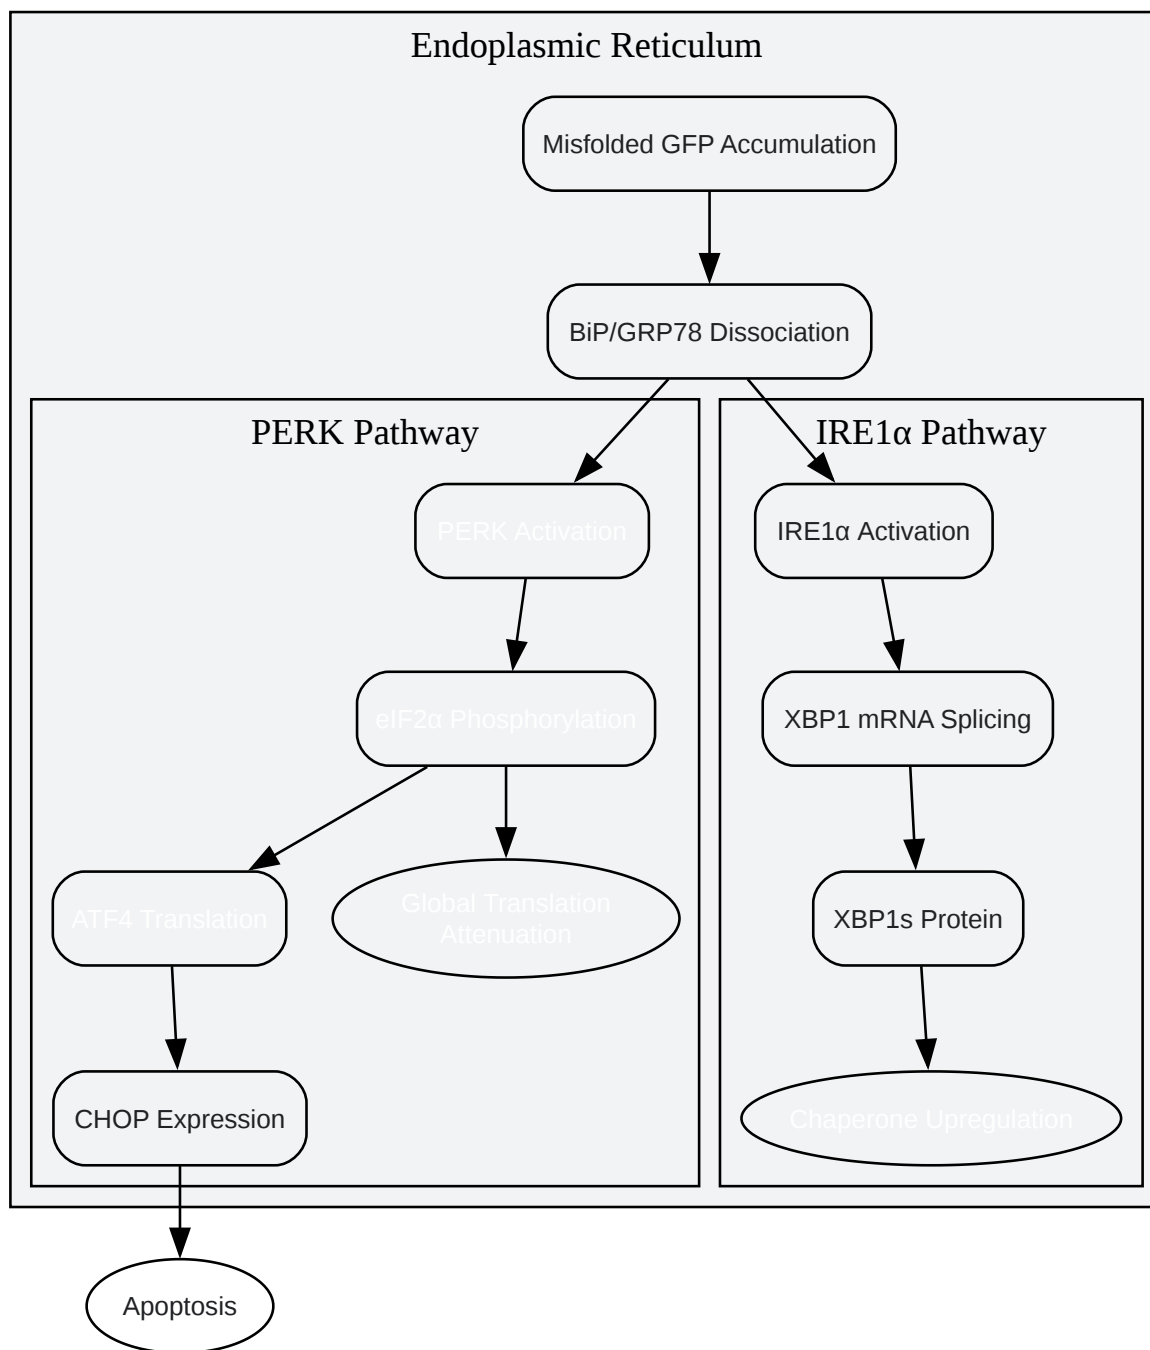 Endoplasmic Reticulum
Misfolded GFP Accumulation
BiP/GRP78 Dissociation
PERK Pathway
IRE1α Pathway
PERK Activation
IRE1α Activation
eIF2α Phosphorylation
XBP1 mRNA Splicing
ATF4 Translation
Global Translation
Attenuation
XBP1s Protein
CHOP Expression
Chaperone Upregulation
Apoptosis